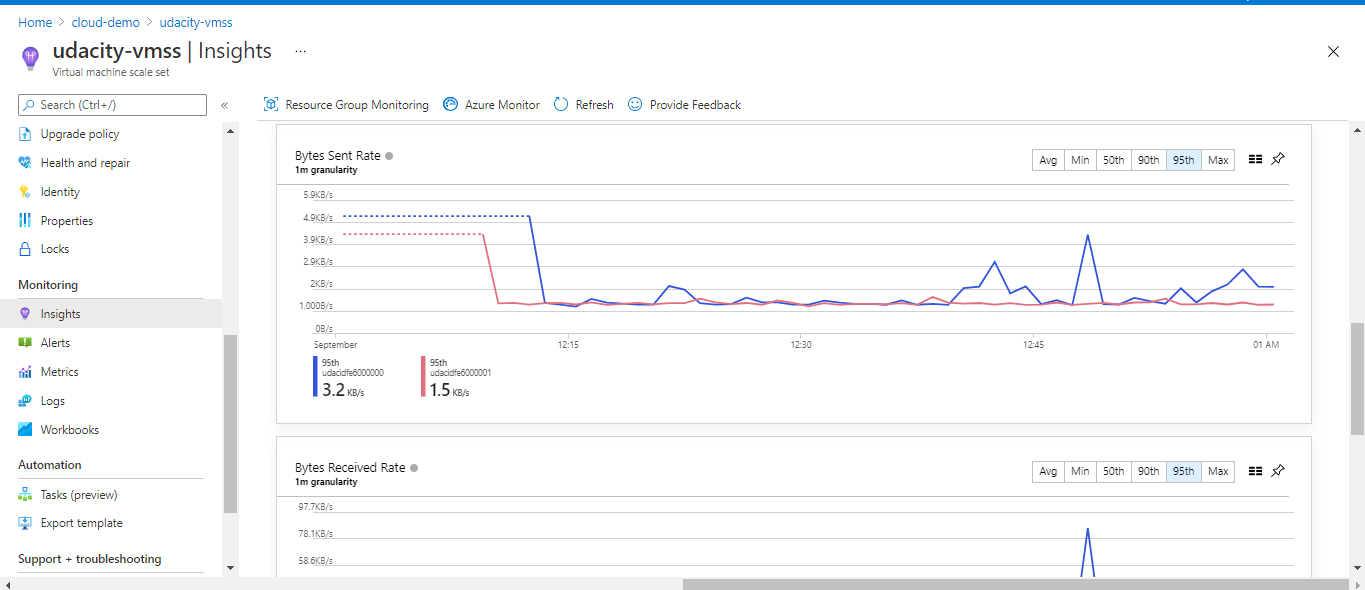 Home > cloud-demo > udacity-vmss
udacity-vmss | Insights ...
Virtual machine scale set
Search (Ctrl+/) «
Resource Group Monitoring Azure Monitor Refresh Provide Feedback
Upgrade policy
Health and repair
Identity
Properties
Locks
Monitoring
Insights
Alerts
Metrics
Logs
Workbooks
Automation
Tasks (preview)
Export template
Support + troubleshooting
Bytes Sent Rate
1m granularity
Avg Min 50th 90th 95th Max
5.9KB/s
4.9KB/s
3.9KB/s
2.9KB/s
2KB/s
1,000B/s
0B/s
September 12:15 12:30 12:45 01 AM
95th
udacidfe6000000
3.2 KB/s
95th
udacidfe6000001
1.5 KB/s
Bytes Received Rate
1m granularity
Avg Min 50th 90th 95th Max
97.7KB/s
78.1KB/s
58.6KB/s